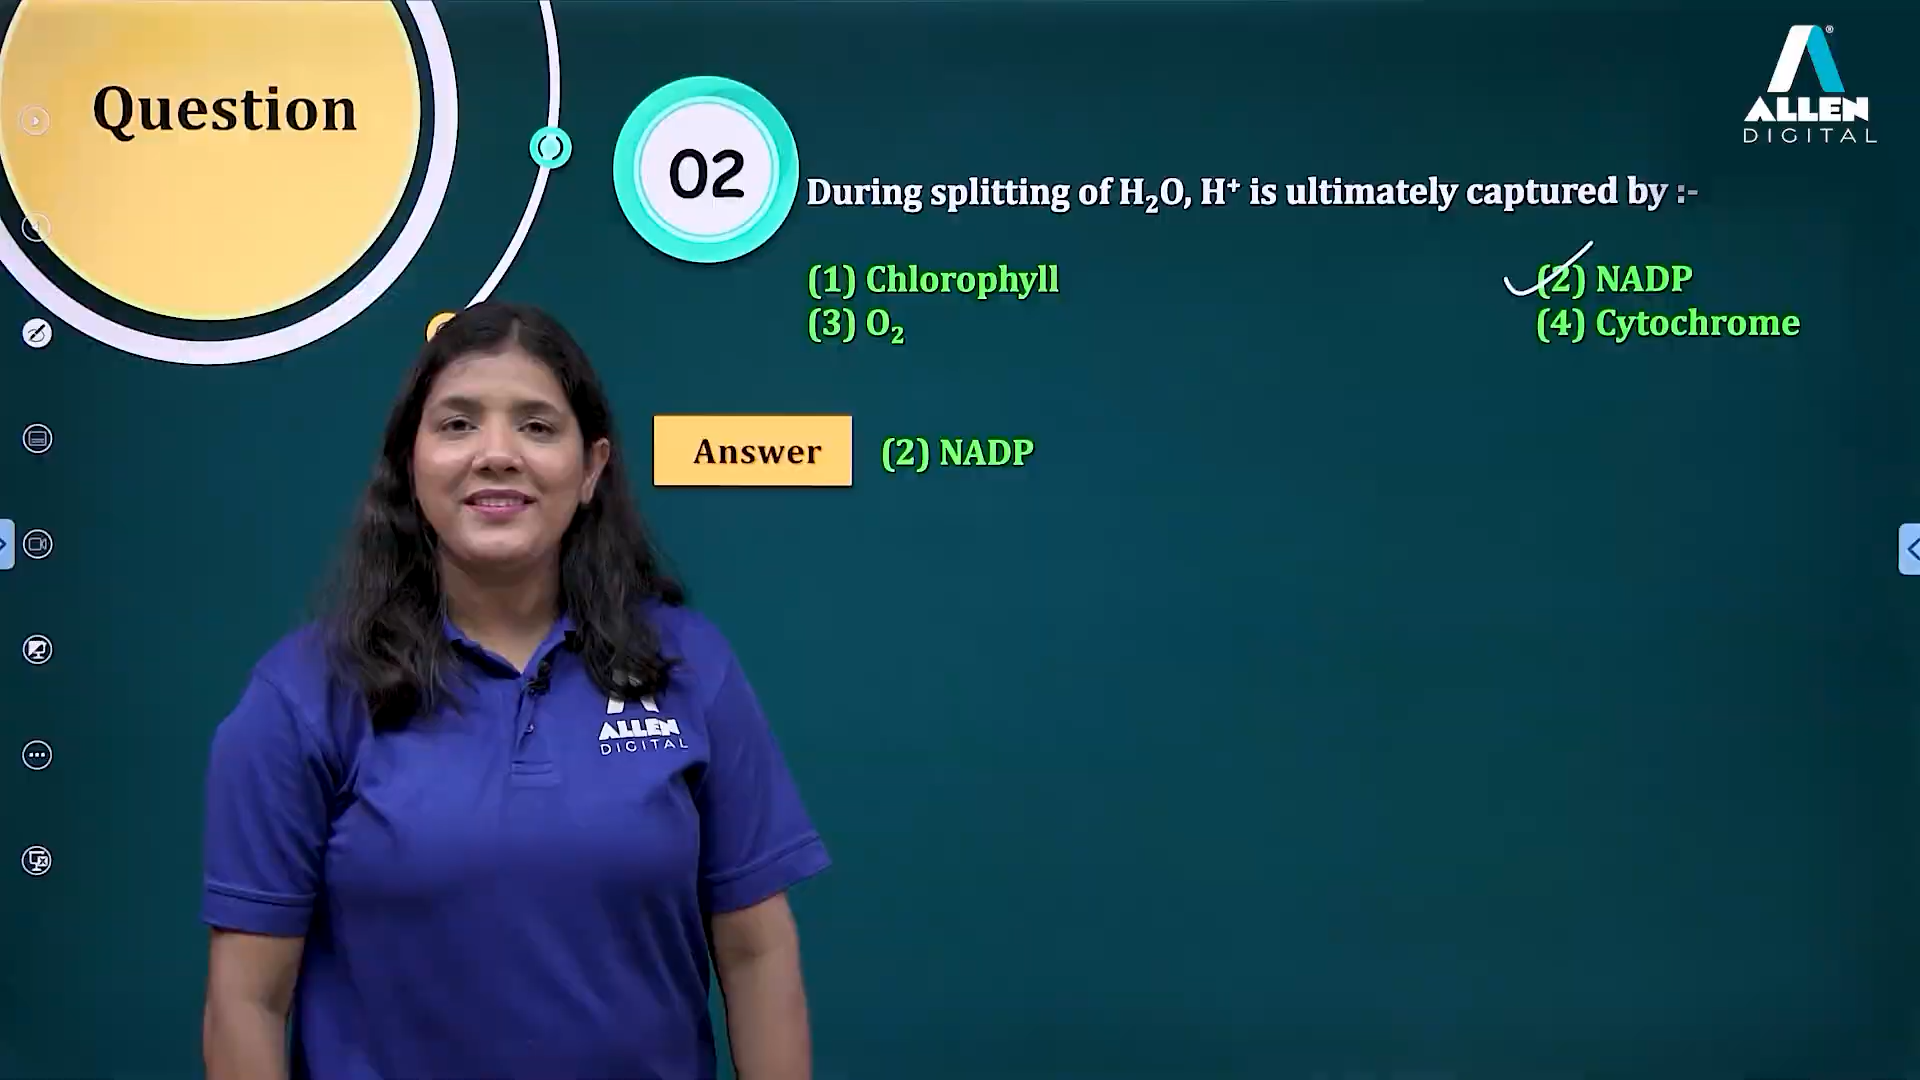 Question
02
ALLEN
DIGITAL
During splitting of H₂O, H⁺ is ultimately captured by :-
(1) Chlorophyll
(2) NADP
(3) O₂
(4) Cytochrome
Answer
(2) NADP
ALLEN
DIGITAL